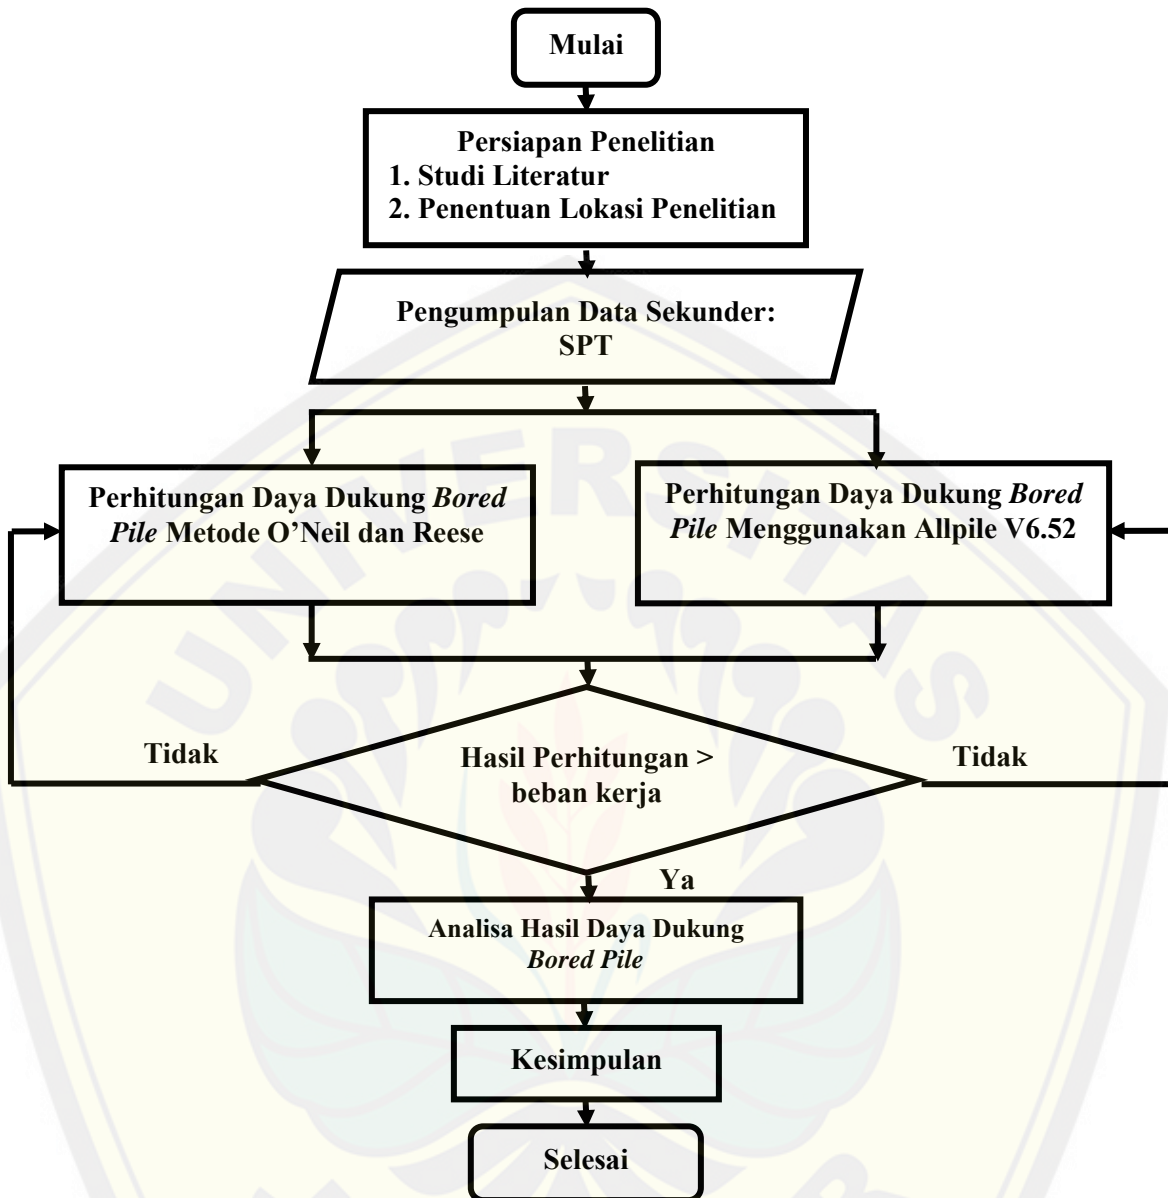 Mulai
Persiapan Penelitian
1. Studi Literatur
2. Penentuan Lokasi Penelitian
Pengumpulan Data Sekunder:
SPT
UNIVERSITAS
Perhitungan Daya Dukung Bored
Pile Metode O’Neil dan Reese
Perhitungan Daya Dukung Bored
Pile Menggunakan Allpile V6.52
Tidak
Hasil Perhitungan >
beban kerja
Tidak
Ya
Analisa Hasil Daya Dukung
Bored Pile
Kesimpulan
Selesai